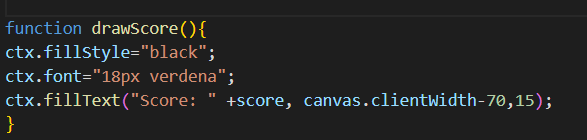 function drawScore(){
ctx.fillStyle="black";
ctx.font="18px verdena";
ctx.fillText("Score: " +score, canvas.clientWidth-70,15);
}